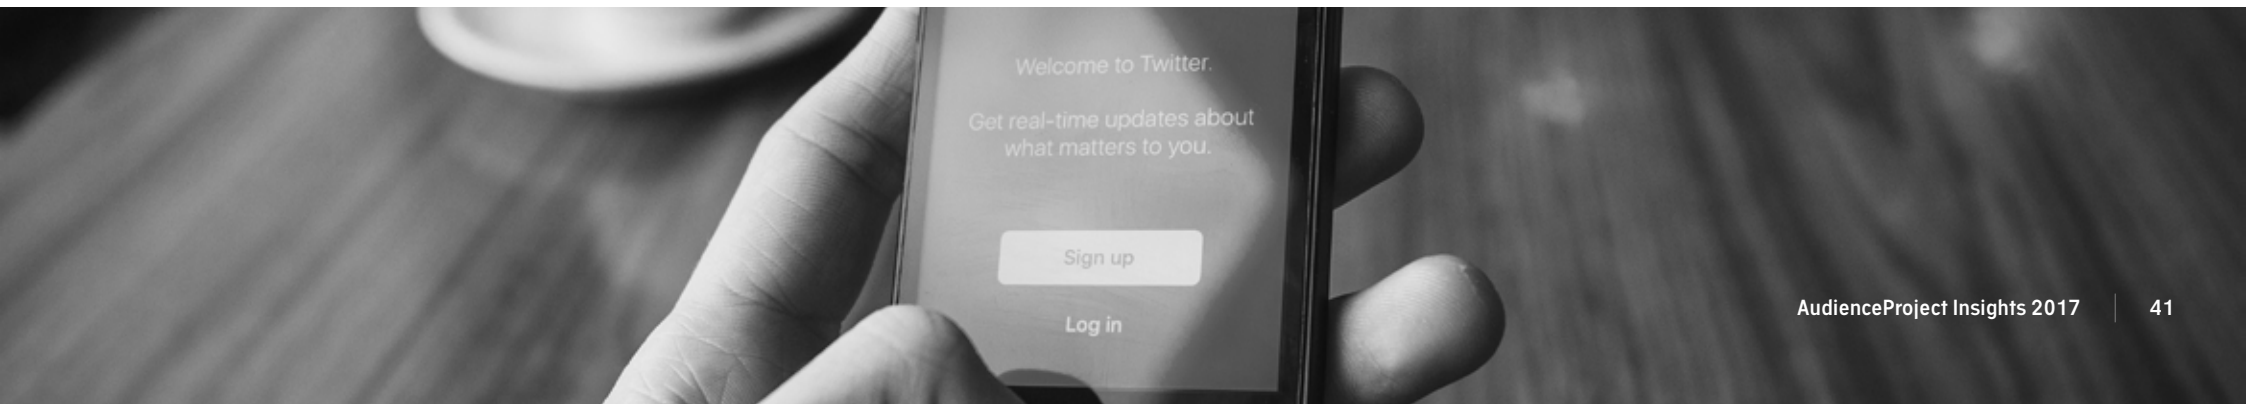 Welcome to Twitter.
Get real-time updates about
what matters to you.
Sign up
Log in
AudienceProject Insights 2017 41